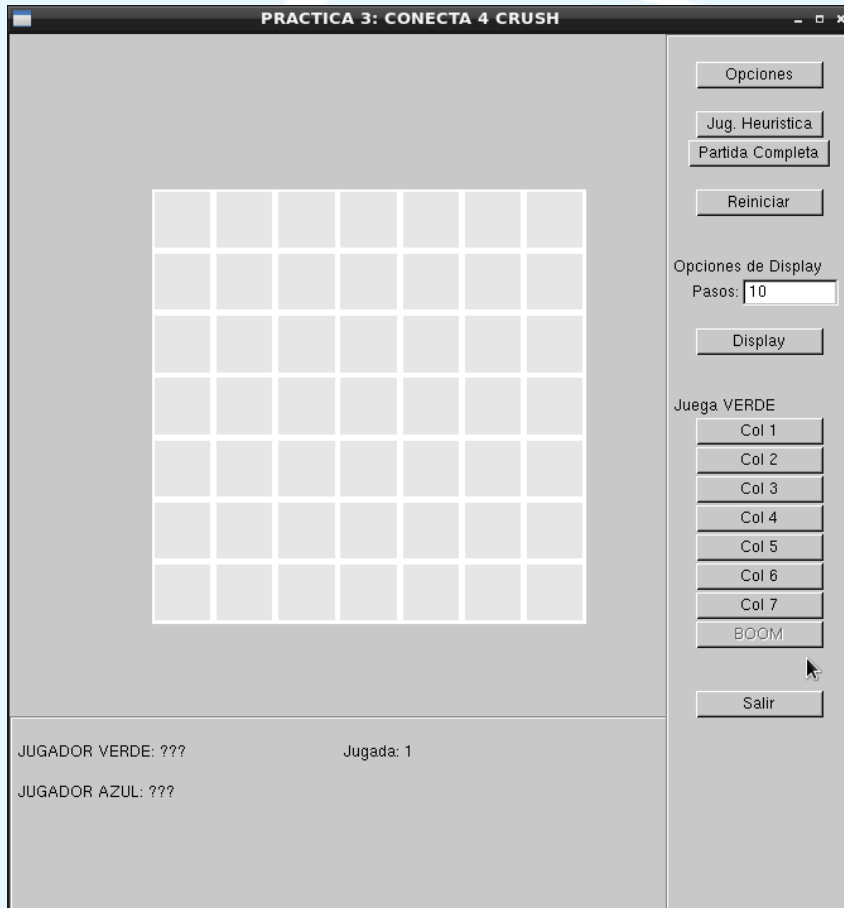 PRACTICA 3: CONECTA 4 CRUSH
Opciones
Jug. Heuristica
Partida Completa
Reiniciar
Opciones de Display
Pasos: 10
Display
Juega VERDE
Col 1
Col 2
Col 3
Col 4
Col 5
Col 6
Col 7
BOOM
Salir
JUGADOR VERDE: ??? Jugada: 1
JUGADOR AZUL: ???